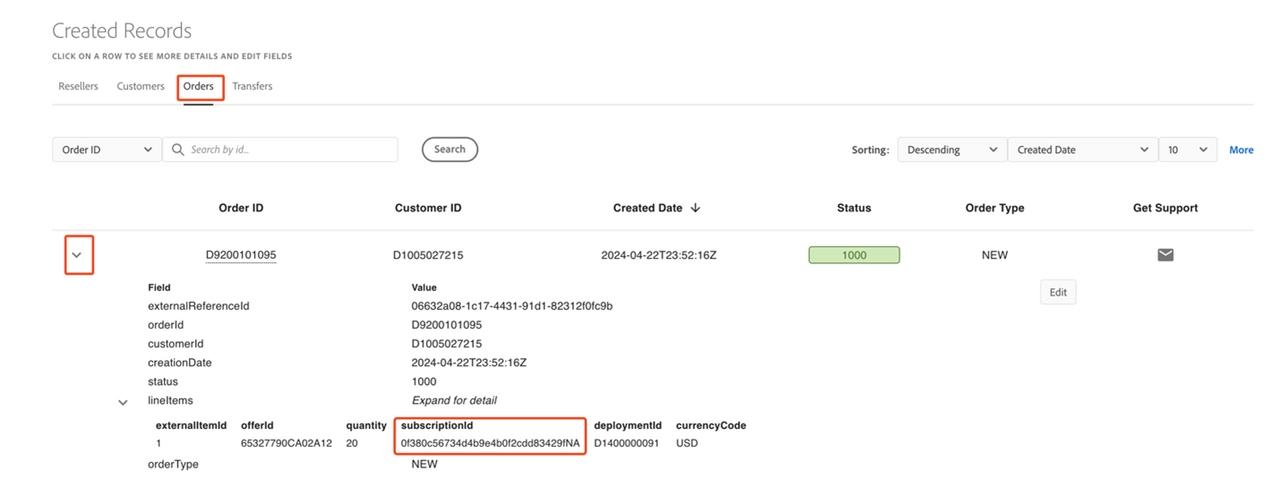 Created Records
CLICK ON A ROW TO SEE MORE DETAILS AND EDIT FIELDS
Resellers Customers Orders Transfers
Order ID Search by id... Search Sorting: Descending Created Date 10 More
Order ID Customer ID Created Date Status Order Type Get Support
D9200101095 D1005027215 2024-04-22T23:52:16Z 1000 NEW
Field Value
Edit
externalReferenceId 06632a08-1c17-4431-91d1-82312f0fc9b
orderId D9200101095
customerId D1005027215
creationDate 2024-04-22T23:52:16Z
status 1000
lineItems Expand for detail
externalItemId offerId quantity subscriptionId deploymentId currencyCode
1 65327790CA02A12 20 0f380c56734d4b9e4b0f2cdd83429fNA D1400000091 USD
orderType NEW